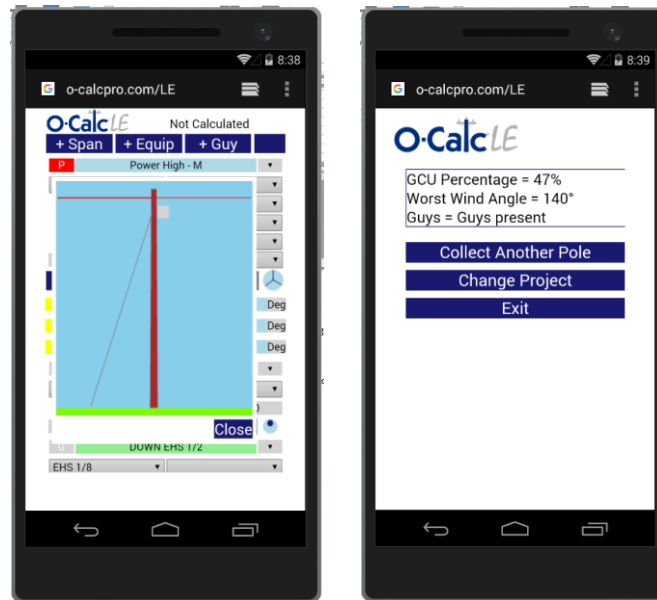 8:38
o-calcpro.com/LE
O-Calc LE
Not Calculated
+ Span + Equip + Guy
P Power High - M
Deg
Deg
Deg
Close
G DOWN EHS 1/2
EHS 1/8
8:39
o-calcpro.com/LE
O-Calc LE
GCU Percentage = 47%
Worst Wind Angle = 140°
Guys = Guys present
Collect Another Pole
Change Project
Exit